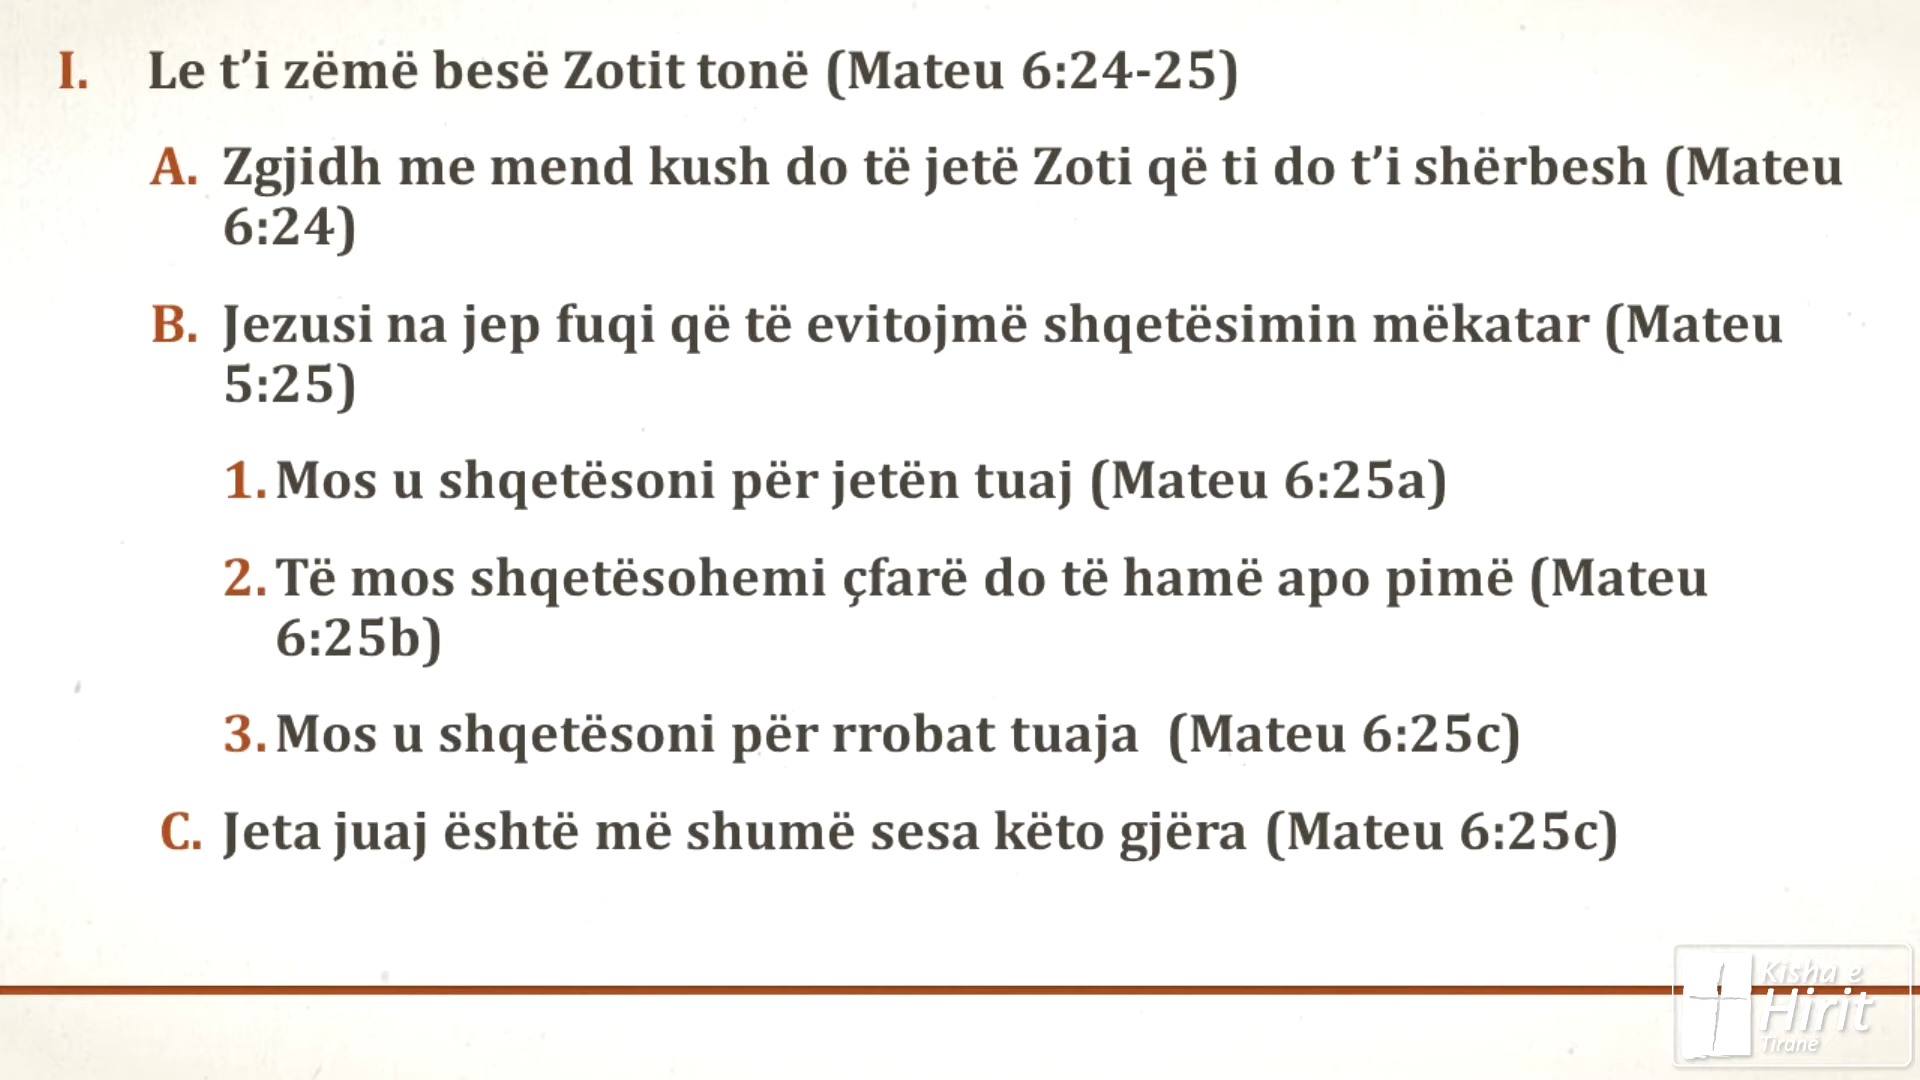 I. Le t’i zëmë besë Zotit tonë (Mateu 6:24-25)
A. Zgjidh me mend kush do të jetë Zoti që ti do t’i shërbesh (Mateu
6:24)
B. Jezusi na jep fuqi që të evitojmë shqetësimin mëkatar (Mateu
5:25)
1. Mos u shqetësoni për jetën tuaj (Mateu 6:25a)
2. Të mos shqetësohemi çfarë do të hamë apo pimë (Mateu
6:25b)
3. Mos u shqetësoni për rrobat tuaja (Mateu 6:25c)
C. Jeta juaj është më shumë sesa këto gjëra (Mateu 6:25c)
Kisha e
Hirit
Tiranë